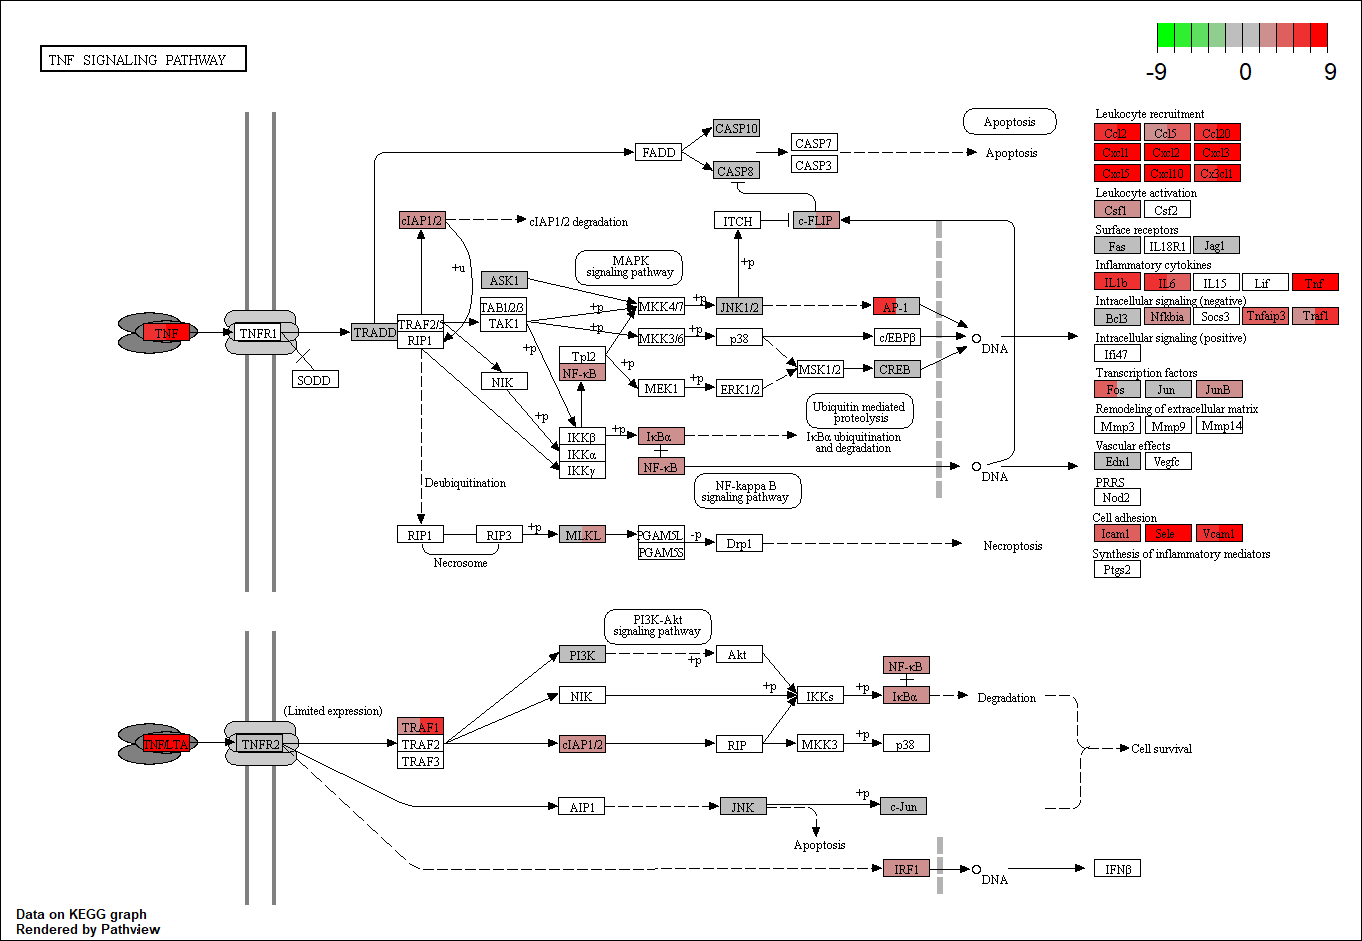 TNF SIGNALING PATHWAY
-9 0 9
Leukocyte recruitment
Ccl2 Ccl5 Ccl20
Cxcl1 Cxcl2 Cxcl3
Cxcl5 Cxcl10 Cx3cl1
Leukocyte activation
Csf1 Csf2
Surface receptors
Fas IL18R1 Jag1
Inflammatory cytokines
IL1b IL6 IL15 Lif Tnf
Intracellular signaling (negative)
Bcl3 Nfkbia Socs3 Tnfaip3 Traf1
Intracellular signaling (positive)
Ifi47
Transcription factors
Fos Jun JunB
Remodeling of extracellular matrix
Mmp3 Mmp9 Mmp14
Vascular effects
Edn1 Vegfc
PRRS
Nod2
Cell adhesion
Icam1 Sele Vcam1
Synthesis of inflammatory mediators
Ptgs2
Apoptosis
CASP10
FADD
CASP7
CASP3
Apoptosis
CASP8
cIAP1/2
cIAP1/2 degradation
ITCH
c-FLIP
+u
MAPK
signaling pathway
+p
ASK1
TAB1/2/3
TAK1
+p
+p
MKK4/7
+p
JNK1/2
AP-1
TNF
TNFR1
TRADD
TRAF2/5
RIP1
SODD
MKK3/6
+p
p38
c/EBPβ
DNA
Tpl2
NF-κB
+p
NIK
MEK1
+p
ERK1/2
MSK1/2
CREB
+p
IKKβ
IKKα
IKKγ
+p
IκBα
NF-κB
Ubiquitin mediated
proteolysis
IκBα ubiquitination
and degradation
NF-kappa B
signaling pathway
DNA
Deubiquitination
RIP1
RIP3
+p
MLKL
PGAM5L
PGAM5S
-p
Drp1
Necroptosis
Necrosome
PI3K-Akt
signaling pathway
PI3K
+p
Akt
NF-κB
NIK
+p
IKKs
+p
IκBα
Degradation
(Limited expression)
TNF
LTA
TNFR2
TRAF1
TRAF2
TRAF3
cIAP1/2
RIP
MKK3
+p
p38
Cell survival
AIP1
JNK
+p
c-Jun
Apoptosis
IRF1
DNA
IFNβ
Data on KEGG graph
Rendered by Pathview